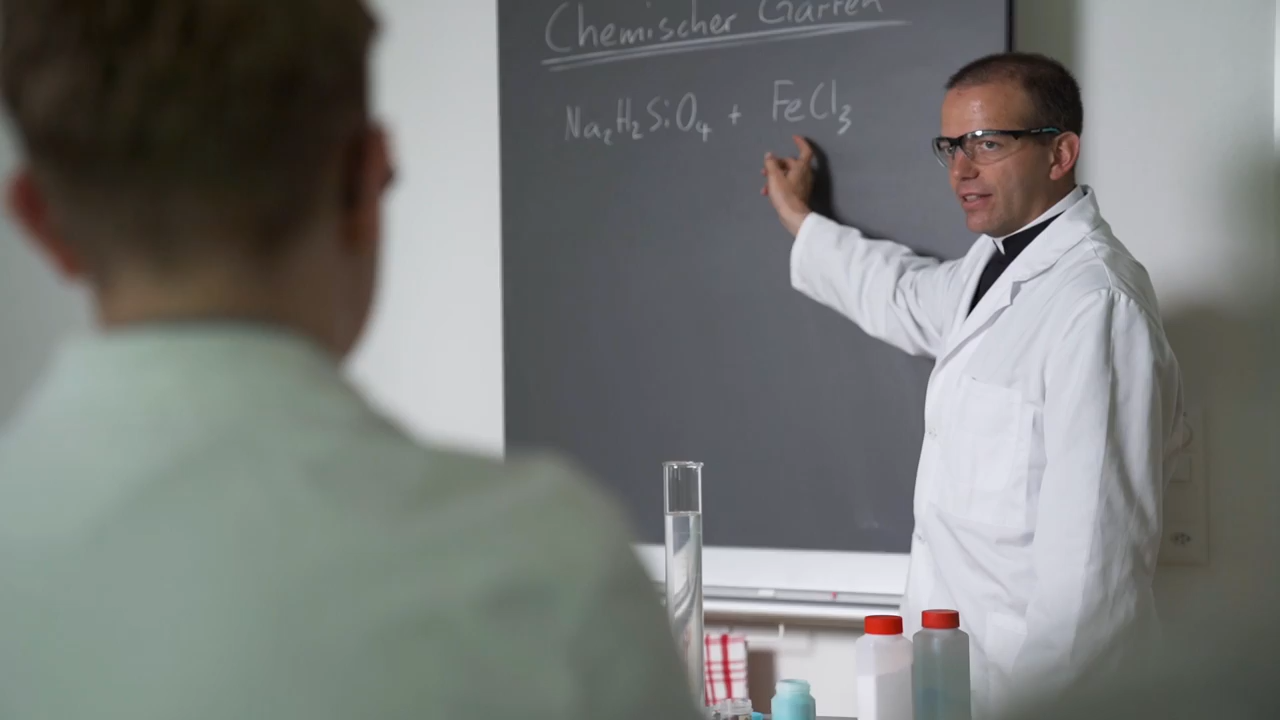 Chemischer Garten
Na₂H₂SiO₄ + FeCl₃